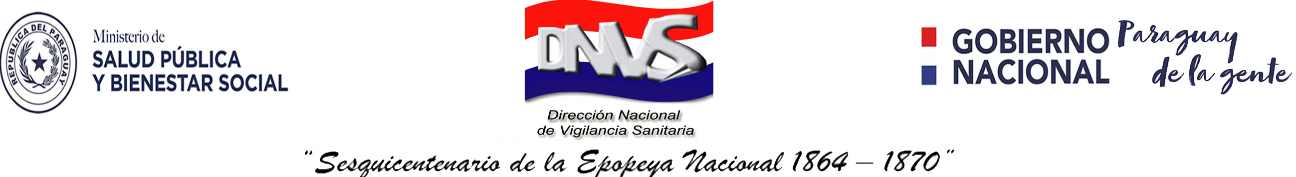 REPUBLICA DEL PARAGUAY
Ministerio de
SALUD PÚBLICA
Y BIENESTAR SOCIAL
DNVS
Dirección Nacional
de Vigilancia Sanitaria
GOBIERNO
NACIONAL
Paraguay
de la gente
“Sesquicentenario de la Epopeya Nacional 1864 – 1870”